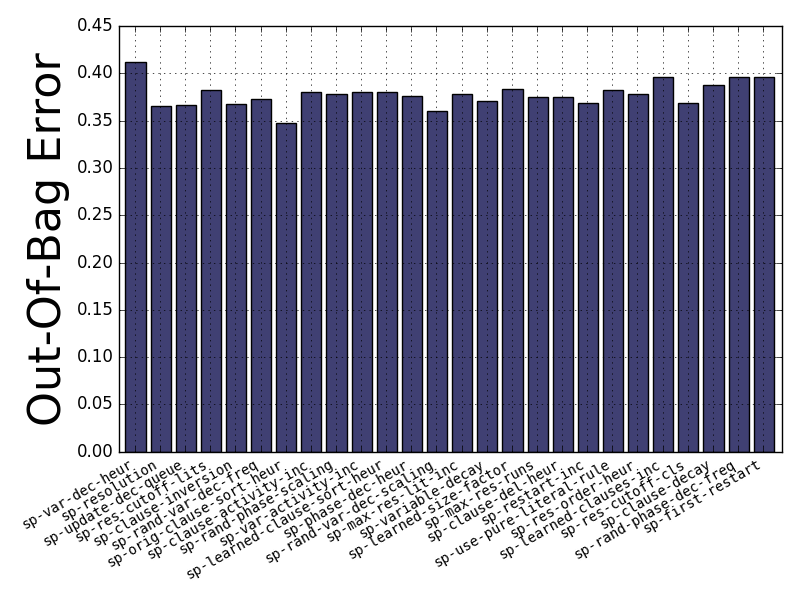 Out-Of-Bag Error
0.45
0.40
0.35
0.30
0.25
0.20
0.15
0.10
0.05
0.00
sp-var-dec-heur
sp-resolution
sp-update-dec-queue
sp-res-cutoff-lits
sp-clause-inversion
sp-rand-var-dec-freq
sp-orig-clause-sort-heur
sp-clause-activity-inc
sp-rand-phase-scaling
sp-var-activity-inc
sp-learned-clause-sort-heur
sp-phase-dec-heur
sp-rand-var-dec-scaling
sp-max-res-lit-inc
sp-variable-decay
sp-learned-size-factor
sp-max-res-runs
sp-clause-del-heur
sp-restart-inc
sp-use-pure-literal-rule
sp-res-order-heur
sp-learned-clauses-inc
sp-res-cutoff-cls
sp-clause-decay
sp-rand-phase-dec-freq
sp-first-restart